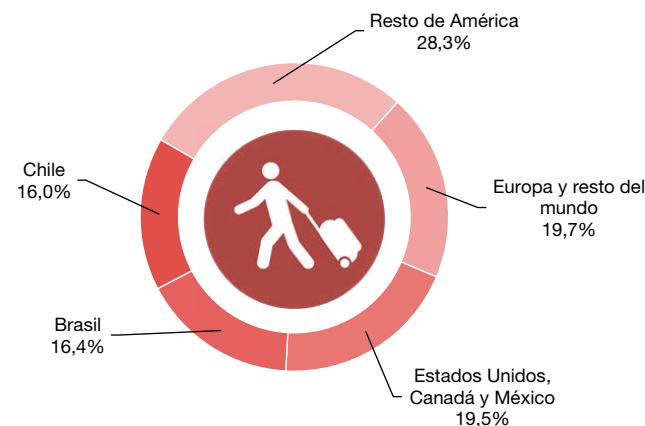 Resto de América
28,3%
Europa y resto del
mundo
19,7%
Estados Unidos,
Canadá y México
19,5%
Brasil
16,4%
Chile
16,0%